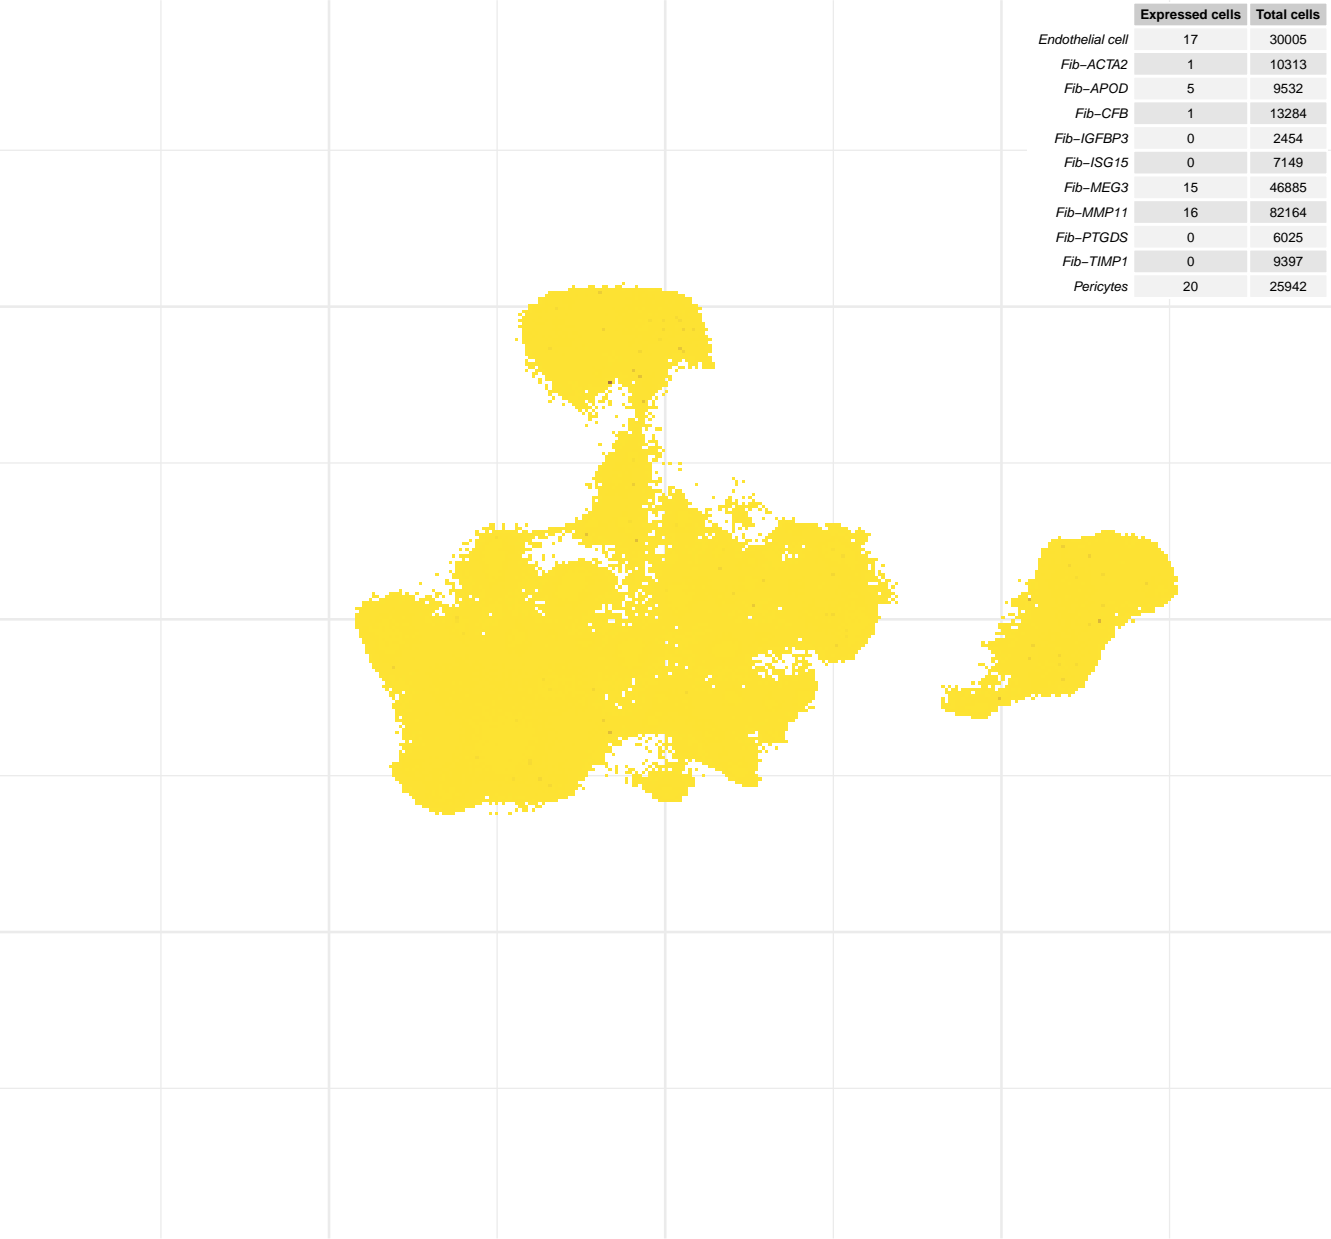 Expressed cells Total cells
Endothelial cell 17 30005
Fib−ACTA2 1 10313
Fib−APOD 5 9532
Fib−CFB 1 13284
Fib−IGFBP3 0 2454
Fib−ISG15 0 7149
Fib−MEG3 15 46885
Fib−MMP11 16 82164
Fib−PTGDS 0 6025
Fib−TIMP1 0 9397
Pericytes 20 25942